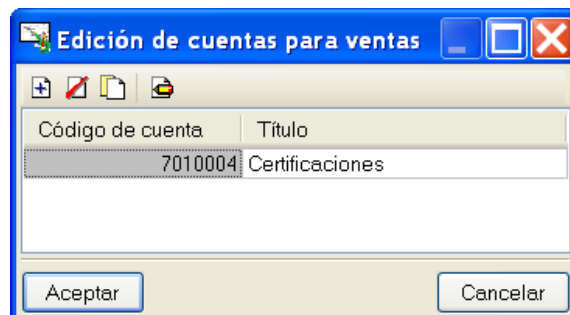 Edición de cuentas para ventas
Código de cuenta Título
7010004 Certificaciones
Aceptar Cancelar